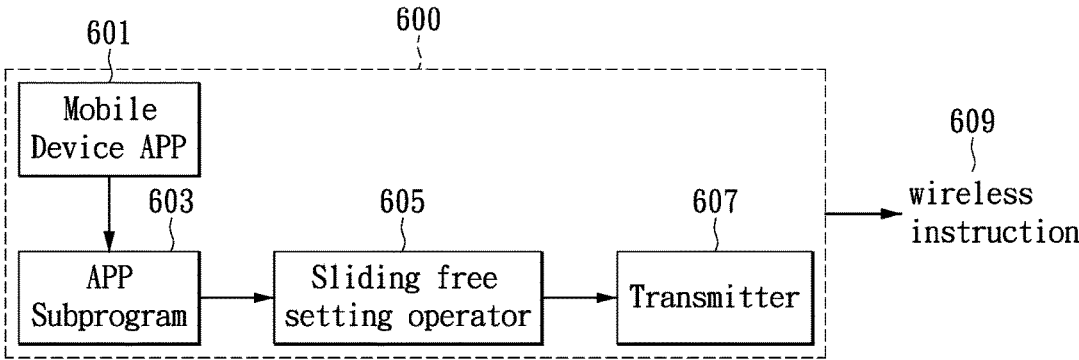 601
600
Mobile
Device APP
609
wireless
instruction
603
605
607
APP
Subprogram
Sliding free
setting operator
Transmitter